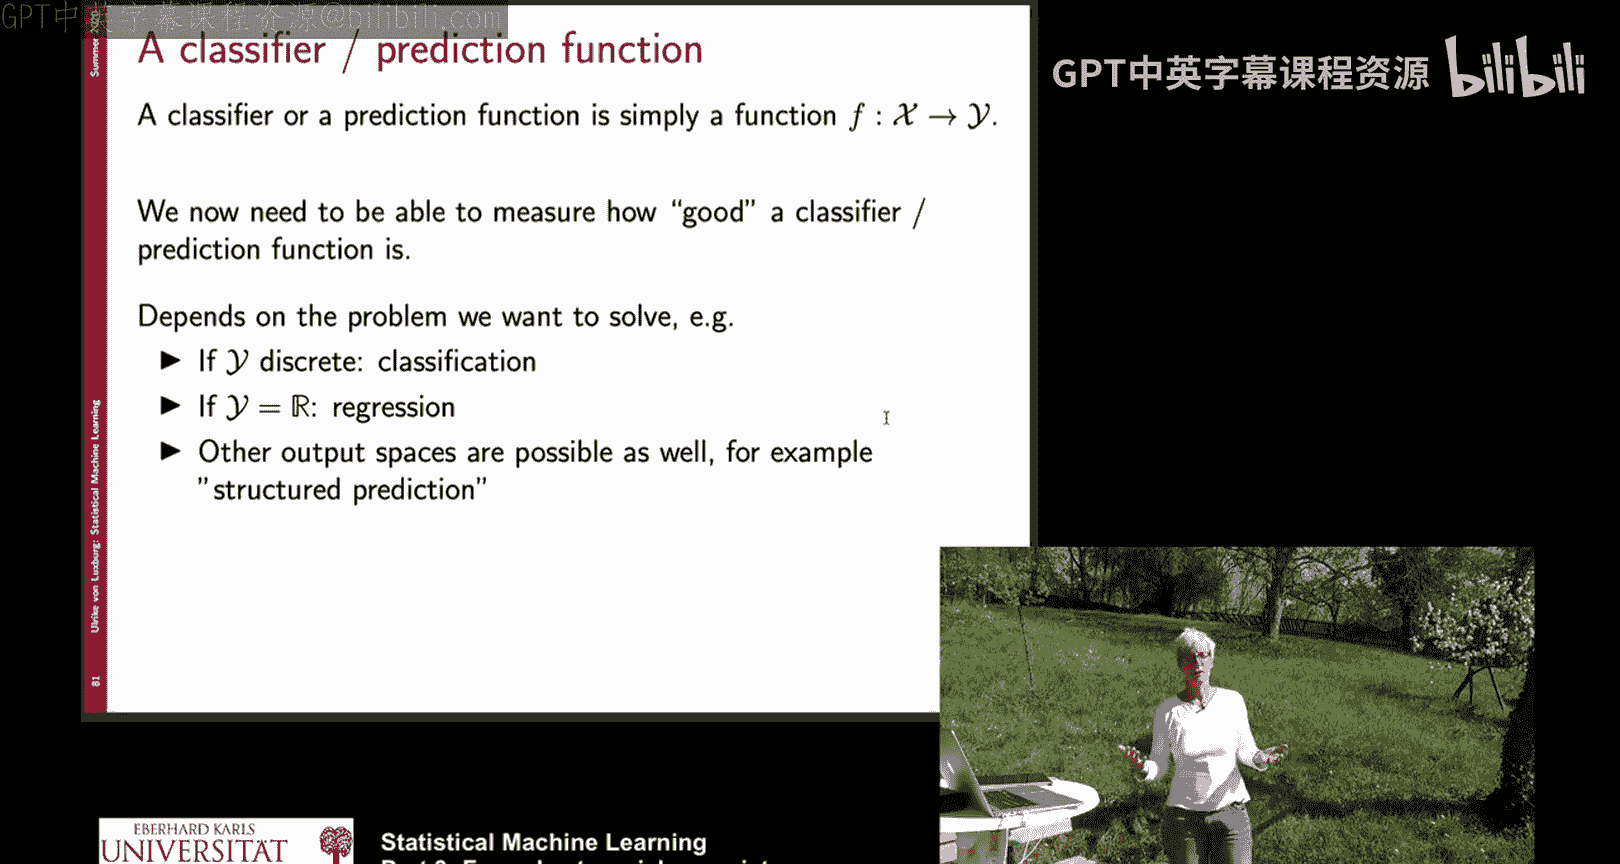 GPT中英字幕课程资源@bilibili.com
GPT中英字幕课程资源 bilibili
A classifier / prediction function
A classifier or a prediction function is simply a function f : 𝒳 → 𝒴.
We now need to be able to measure how “good” a classifier /
prediction function is.
Depends on the problem we want to solve, e.g.
▶ If 𝒴 discrete: classification
▶ If 𝒴 = ℝ: regression
▶ Other output spaces are possible as well, for example
”structured prediction”
Ulrike von Luxburg: Statistical Machine Learning
Summer 2020
81
EBERHARD KARLS
UNIVERSITÄT
Statistical Machine Learning